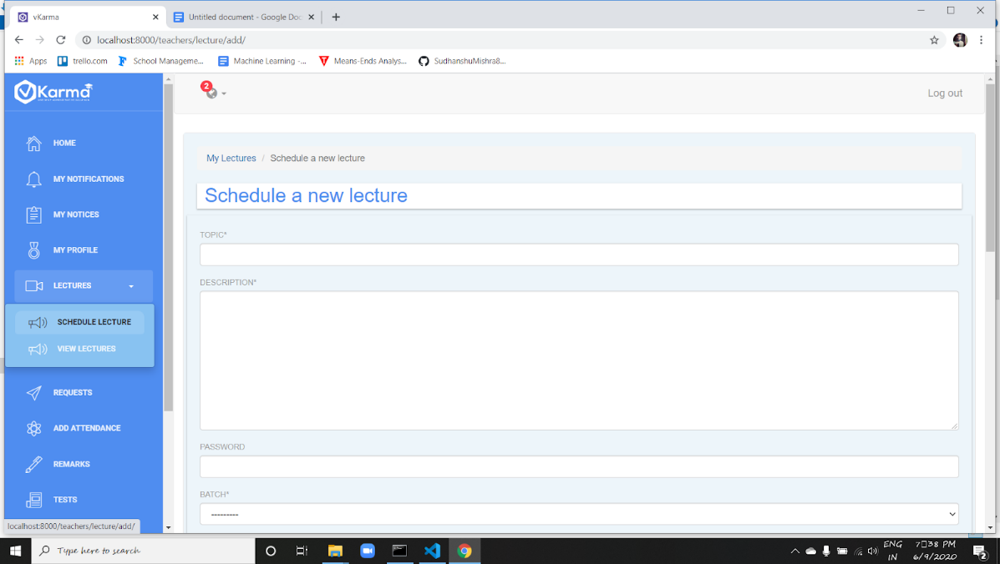 vKarma
Untitled document - Google Doc
localhost:8000/teachers/lecture/add/
Apps
trello.com
School Manageme...
Machine Learning -...
Means-Ends Analys...
SudhanshuMishra8...
Karma
2
Log out
HOME
MY NOTIFICATIONS
MY NOTICES
MY PROFILE
LECTURES
SCHEDULE LECTURE
VIEW LECTURES
REQUESTS
ADD ATTENDANCE
REMARKS
TESTS
My Lectures / Schedule a new lecture
Schedule a new lecture
TOPIC*
DESCRIPTION*
PASSWORD
BATCH*
---------
localhost:8000/teachers/lecture/add/
Type here to search
ENG
IN
7▯38 PM
6/9/2020
2